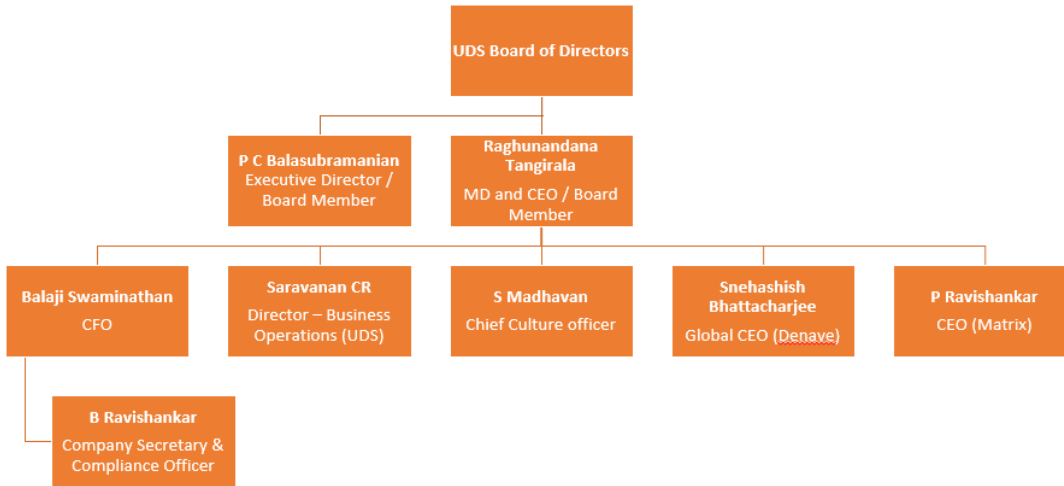 UDS Board of Directors
P C Balasubramanian
Executive Director /
Board Member
Raghunandana
Tangirala
MD and CEO / Board
Member
Balaji Swaminathan
CFO
Saravanan CR
Director – Business
Operations (UDS)
S Madhavan
Chief Culture officer
Snehashish
Bhattacharjee
Global CEO (Denave)
P Ravishankar
CEO (Matrix)
B Ravishankar
Company Secretary &
Compliance Officer